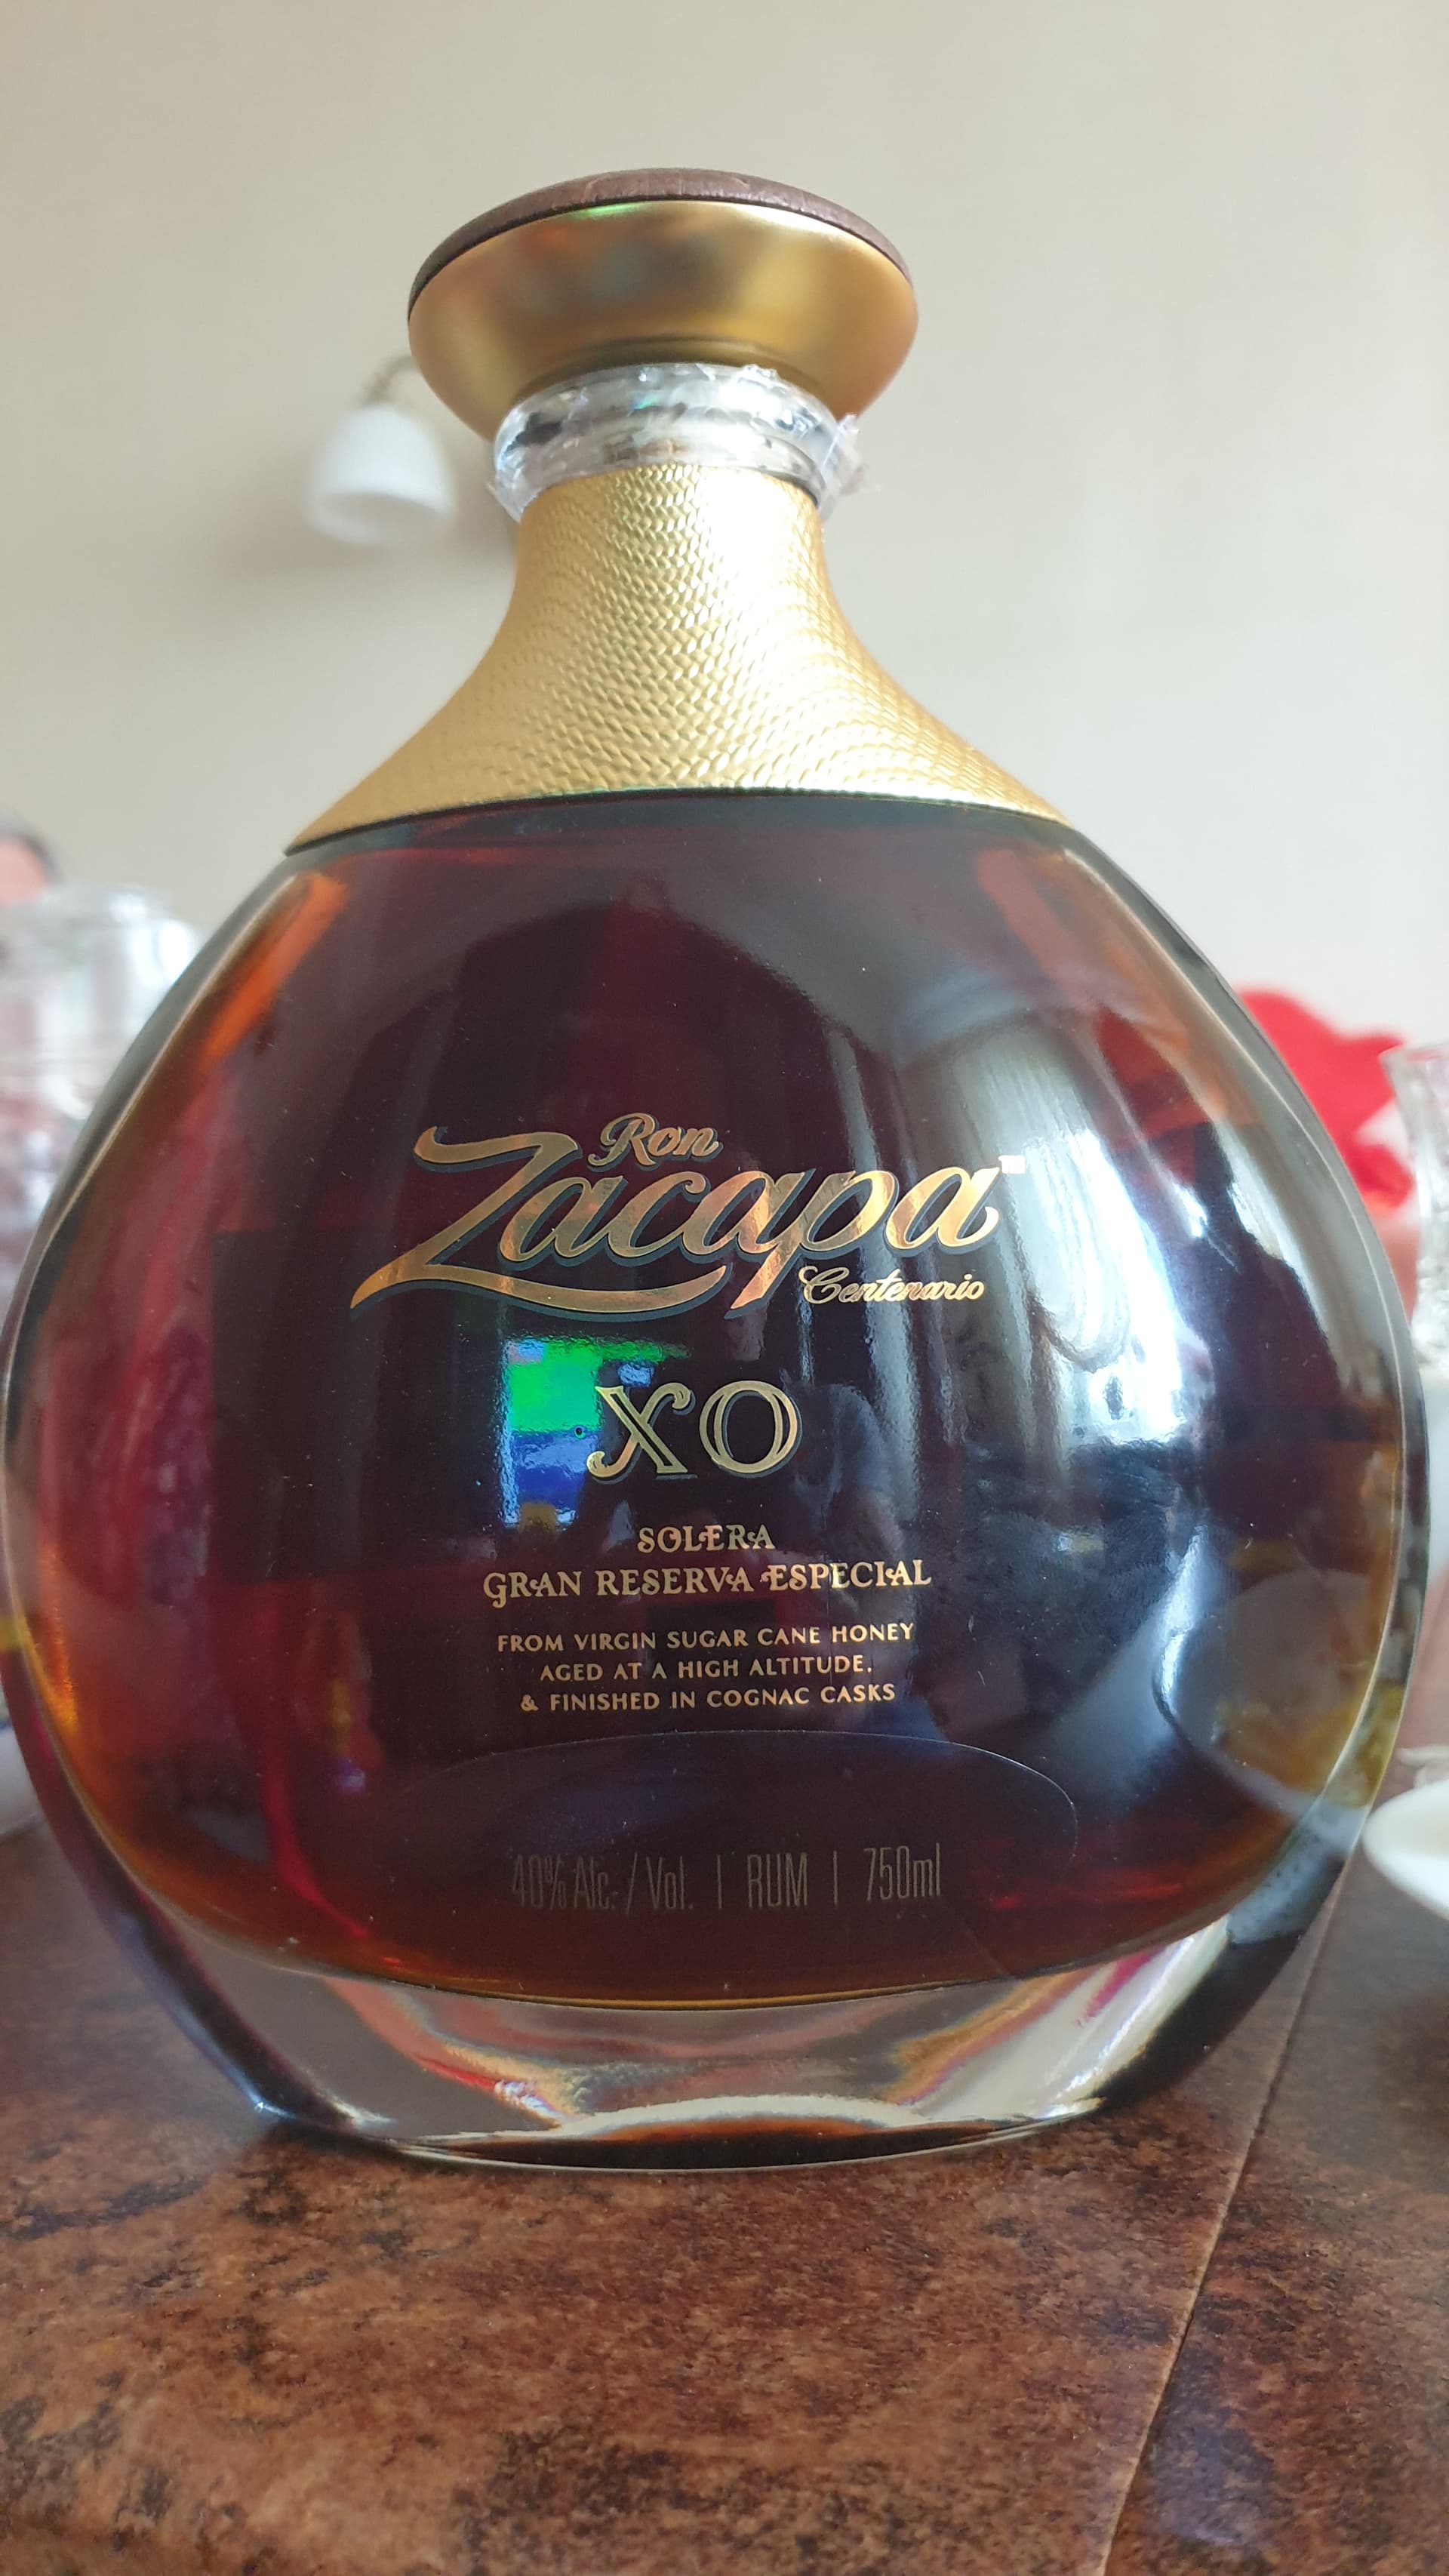 Ron
Zacapa™
Centenario
XO
SOLERA
GRAN RESERVA ESPECIAL
FROM VIRGIN SUGAR CANE HONEY
AGED AT A HIGH ALTITUDE,
& FINISHED IN COGNAC CASKS
40% Alc. / Vol. | RUM | 750ml